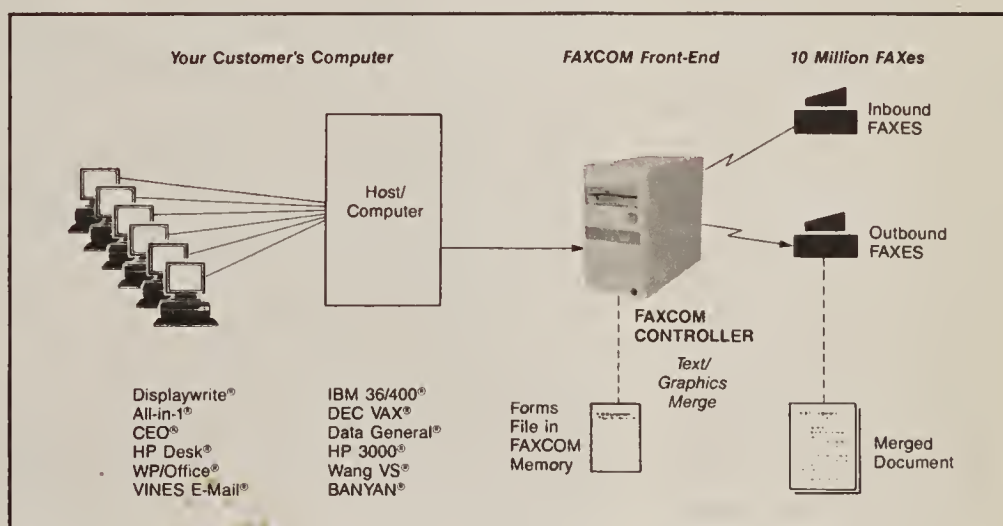 Your Customer's Computer
FAXCOM Front-End
10 Million FAXes
Host/
Computer
Inbound
FAXES
Outbound
FAXES
FAXCOM
CONTROLLER
Text/
Graphics
Merge
Displaywrite®
All-in-1®
CEO®
HP Desk®
WP/Office®
VINES E-Mail®
IBM 36/400®
DEC VAX®
Data General®
HP 3000®
Wang VS®
BANYAN®
Forms
File in
FAXCOM
Memory
Merged
Document